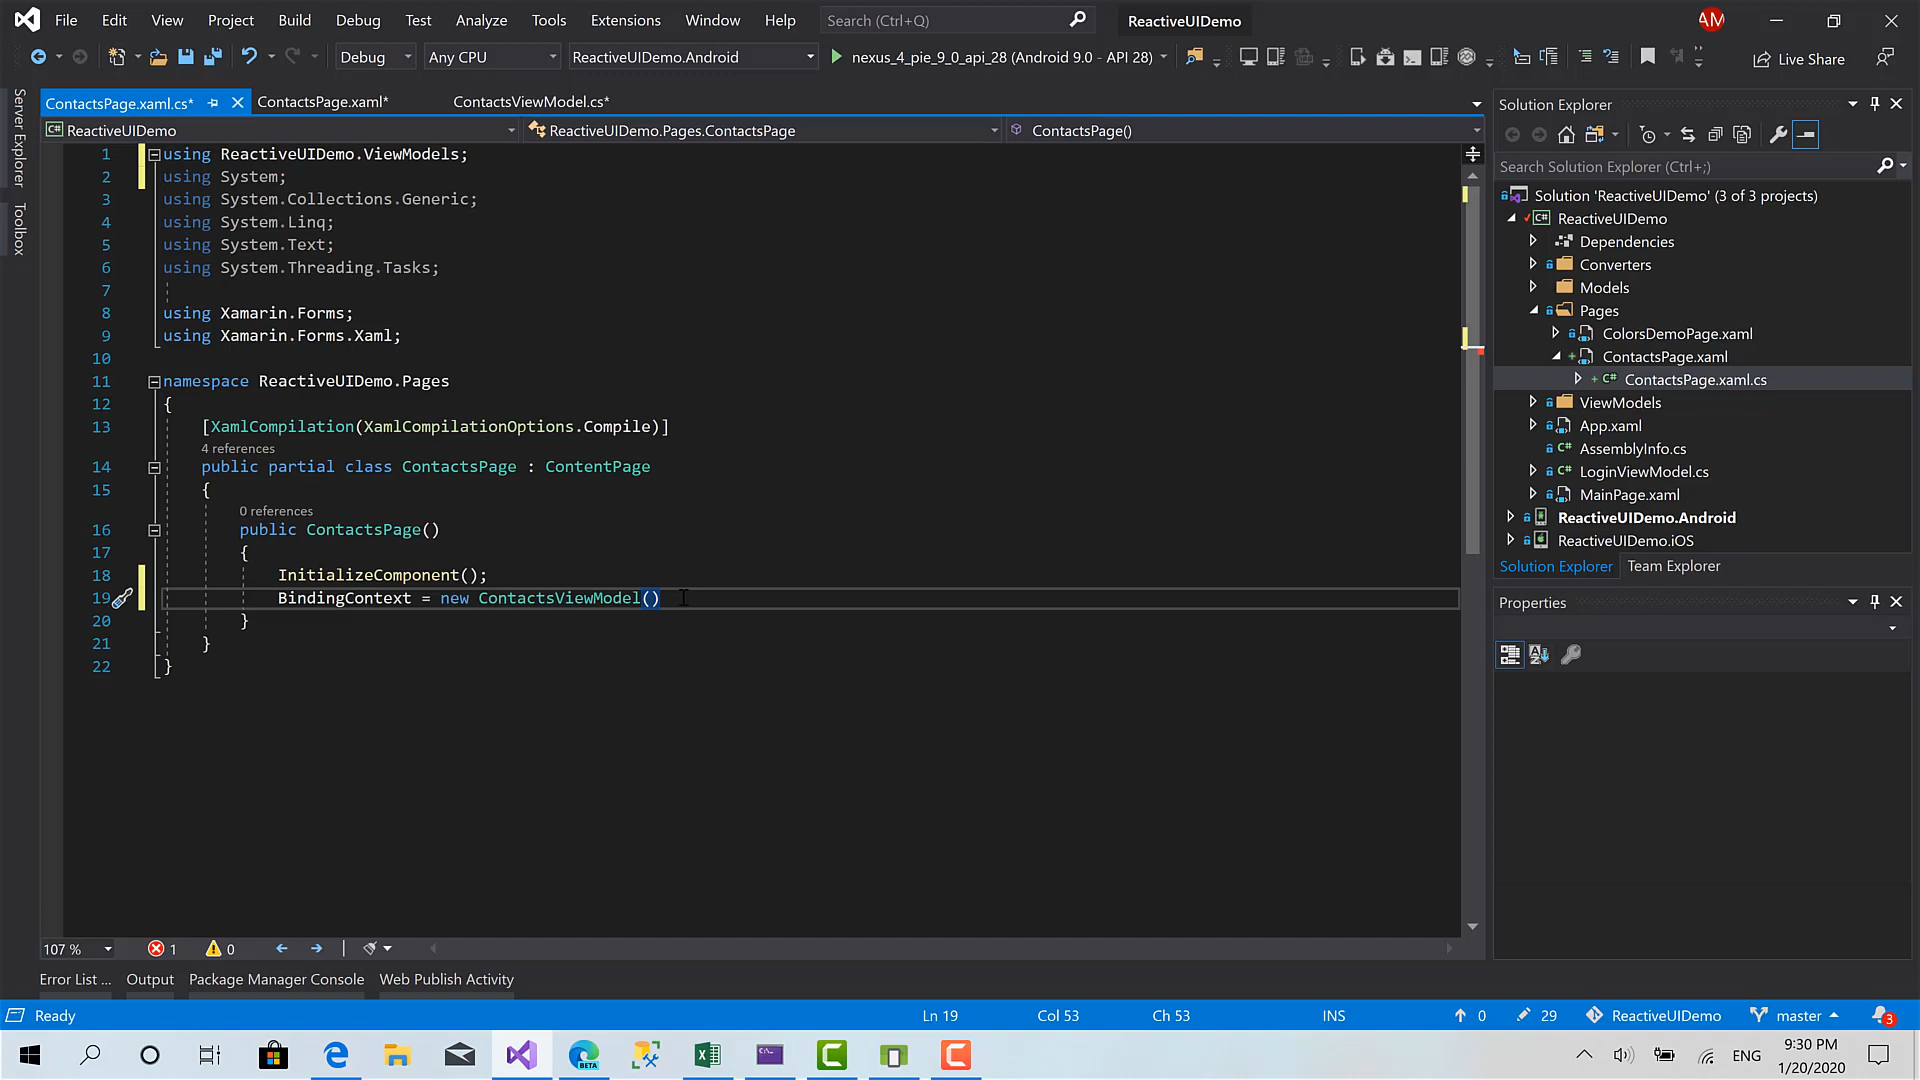 File Edit View Project Build Debug Test Analyze Tools Extensions Window Help Search (Ctrl+Q) ReactiveUIDemo AM
Debug Any CPU ReactiveUIDemo.Android nexus_4_pie_9_0_api_28 (Android 9.0 - API 28) Live Share
Server Explorer
Toolbox
ContactsPage.xaml.cs* ContactsPage.xaml* ContactsViewModel.cs*
ReactiveUIDemo ReactiveUIDemo.Pages.ContactsPage ContactsPage()
1 using ReactiveUIDemo.ViewModels;
2 using System;
3 using System.Collections.Generic;
4 using System.Linq;
5 using System.Text;
6 using System.Threading.Tasks;
7
8 using Xamarin.Forms;
9 using Xamarin.Forms.Xaml;
10
11 namespace ReactiveUIDemo.Pages
12 {
13 [XamlCompilation(XamlCompilationOptions.Compile)]
4 references
14 public partial class ContactsPage : ContentPage
15 {
0 references
16 public ContactsPage()
17 {
18 InitializeComponent();
19 BindingContext = new ContactsViewModel()
20 }
21 }
22 }
107 % 1 0
Error List ... Output Package Manager Console Web Publish Activity
Solution Explorer
Search Solution Explorer (Ctrl+;)
Solution 'ReactiveUIDemo' (3 of 3 projects)
ReactiveUIDemo
Dependencies
Converters
Models
Pages
ColorsDemoPage.xaml
ContactsPage.xaml
ContactsPage.xaml.cs
ViewModels
App.xaml
AssemblyInfo.cs
LoginViewModel.cs
MainPage.xaml
ReactiveUIDemo.Android
ReactiveUIDemo.iOS
Solution Explorer Team Explorer
Properties
Ready Ln 19 Col 53 Ch 53 INS 0 29 ReactiveUIDemo master 3
BETA
ENG
9:30 PM
1/20/2020